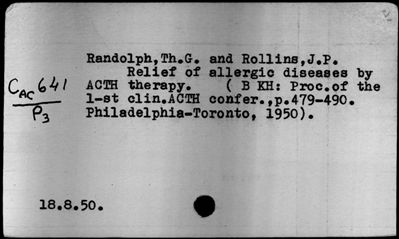 Randolph,Th.G. and Rollins,J.P.
Relief of allergic diseases by
ACTH therapy. ( B KH: Proc.of the
1-st clin.ACTH confer.,p.479-490.
Philadelphia-Toronto, 1950).
CAC 641
P3
18.8.50.